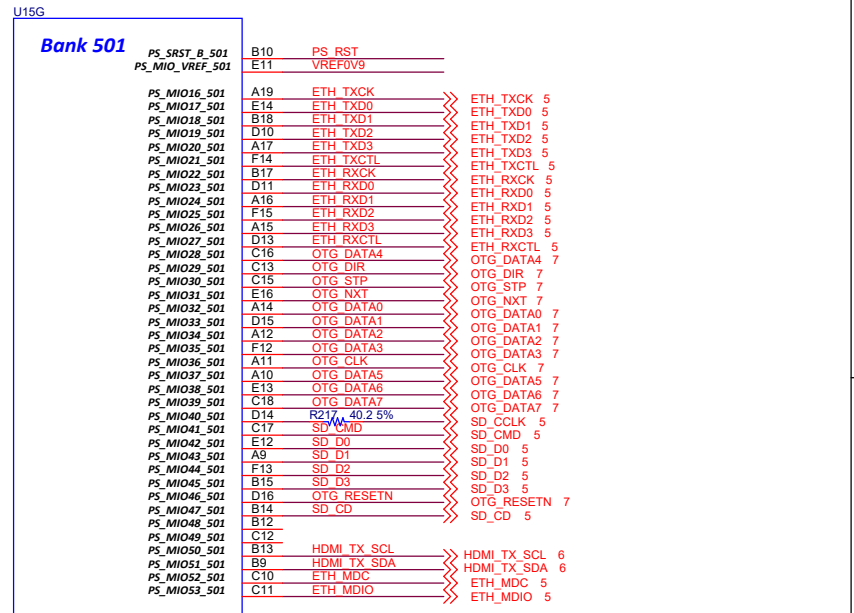 U15G
Bank 501
PS_SRST_B_501 B10 PS_RST
PS_MIO_VREF_501 E11 VREF0V9
PS_MIO16_501 A19 ETH_TXCK ETH_TXCK 5
PS_MIO17_501 E14 ETH_TXD0 ETH_TXD0 5
PS_MIO18_501 B18 ETH_TXD1 ETH_TXD1 5
PS_MIO19_501 D10 ETH_TXD2 ETH_TXD2 5
PS_MIO20_501 A17 ETH_TXD3 ETH_TXD3 5
PS_MIO21_501 F14 ETH_TXCTL ETH_TXCTL 5
PS_MIO22_501 B17 ETH_RXCK ETH_RXCK 5
PS_MIO23_501 D11 ETH_RXD0 ETH_RXD0 5
PS_MIO24_501 A16 ETH_RXD1 ETH_RXD1 5
PS_MIO25_501 F15 ETH_RXD2 ETH_RXD2 5
PS_MIO26_501 A15 ETH_RXD3 ETH_RXD3 5
PS_MIO27_501 D13 ETH_RXCTL ETH_RXCTL 5
PS_MIO28_501 C16 OTG_DATA4 OTG_DATA4 7
PS_MIO29_501 C13 OTG_DIR OTG_DIR 7
PS_MIO30_501 C15 OTG_STP OTG_STP 7
PS_MIO31_501 E16 OTG_NXT OTG_NXT 7
PS_MIO32_501 A14 OTG_DATA0 OTG_DATA0 7
PS_MIO33_501 D15 OTG_DATA1 OTG_DATA1 7
PS_MIO34_501 A12 OTG_DATA2 OTG_DATA2 7
PS_MIO35_501 F12 OTG_DATA3 OTG_DATA3 7
PS_MIO36_501 A11 OTG_CLK OTG_CLK 7
PS_MIO37_501 A10 OTG_DATA5 OTG_DATA5 7
PS_MIO38_501 E13 OTG_DATA6 OTG_DATA6 7
PS_MIO39_501 C18 OTG_DATA7 OTG_DATA7 7
PS_MIO40_501 D14 R217 40.2 5% SD_CCLK 5
PS_MIO41_501 C17 SD_CMD SD_CMD 5
PS_MIO42_501 E12 SD_D0 SD_D0 5
PS_MIO43_501 A9 SD_D1 SD_D1 5
PS_MIO44_501 F13 SD_D2 SD_D2 5
PS_MIO45_501 B15 SD_D3 SD_D3 5
PS_MIO46_501 D16 OTG_RESETN OTG_RESETN 7
PS_MIO47_501 B14 SD_CD SD_CD 5
PS_MIO48_501 B12
PS_MIO49_501 C12
PS_MIO50_501 B13 HDMI_TX_SCL HDMI_TX_SCL 6
PS_MIO51_501 B9 HDMI_TX_SDA HDMI_TX_SDA 6
PS_MIO52_501 C10 ETH_MDC ETH_MDC 5
PS_MIO53_501 C11 ETH_MDIO ETH_MDIO 5